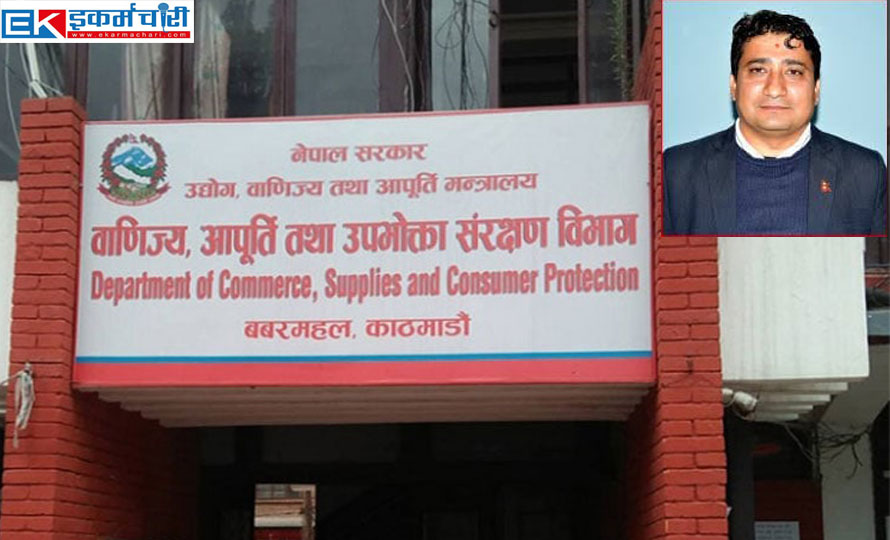 EK इकर्मचारी
www.ekarmachari.com
नेपाल सरकार
उद्योग, वाणिज्य तथा आपूर्ति मन्त्रालय
वाणिज्य, आपूर्ति तथा उपभोक्ता संरक्षण विभाग
Department of Commerce, Supplies and Consumer Protection
बबरमहल, काठमाडौं